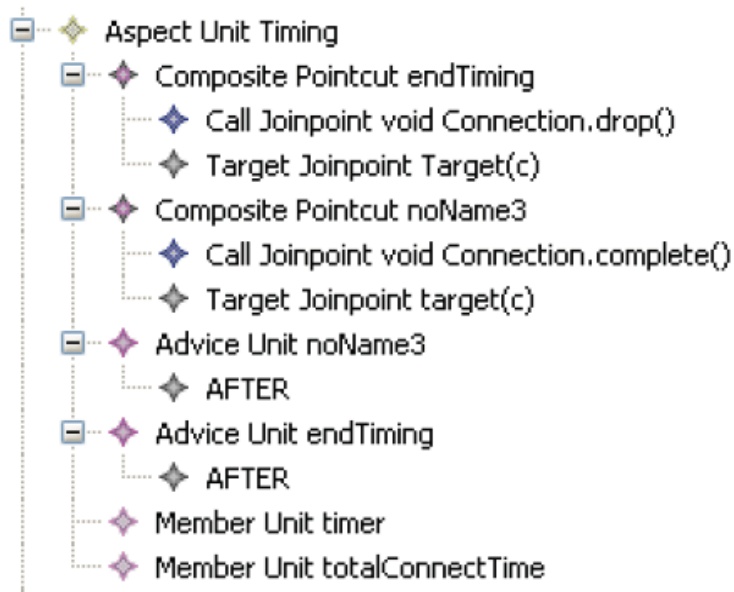 Aspect Unit Timing
Composite Pointcut endTiming
Call Joinpoint void Connection.drop()
Target Joinpoint Target(c)
Composite Pointcut noName3
Call Joinpoint void Connection.complete()
Target Joinpoint target(c)
Advice Unit noName3
AFTER
Advice Unit endTiming
AFTER
Member Unit timer
Member Unit totalConnectTime